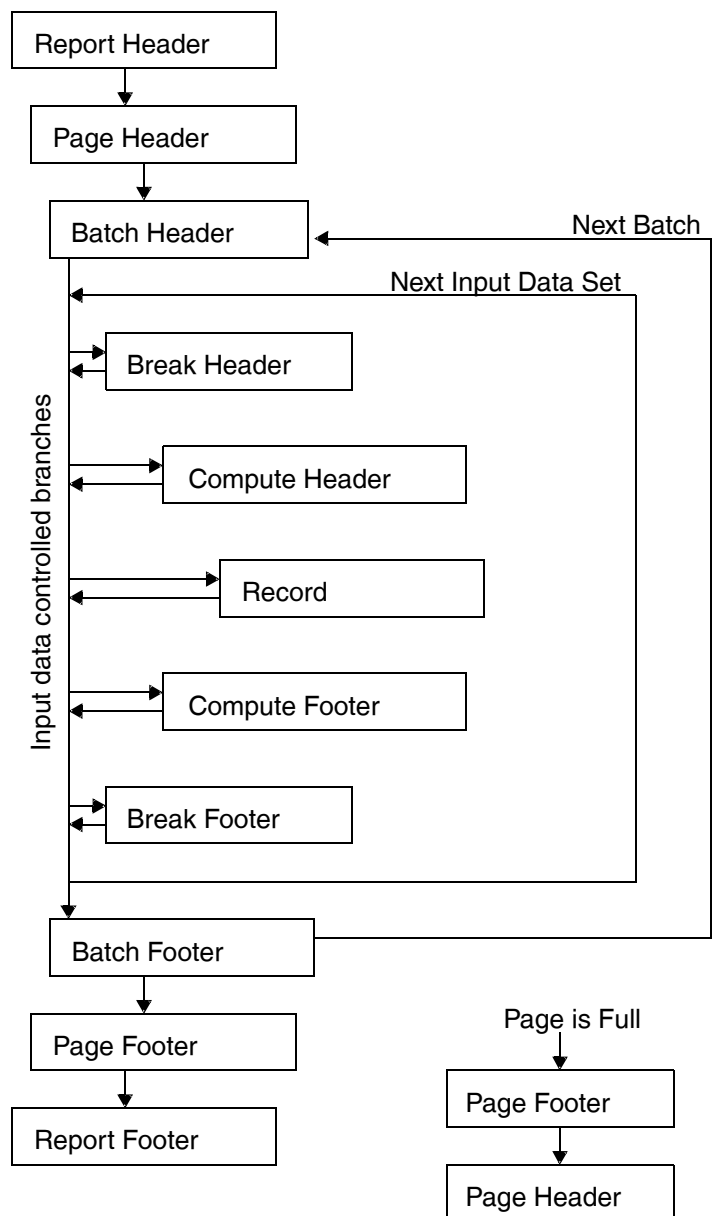 Report Header
Page Header
Batch Header
Next Batch
Next Input Data Set
Break Header
Compute Header
Input data controlled branches
Record
Compute Footer
Break Footer
Batch Footer
Page Footer
Report Footer
Page is Full
Page Footer
Page Header